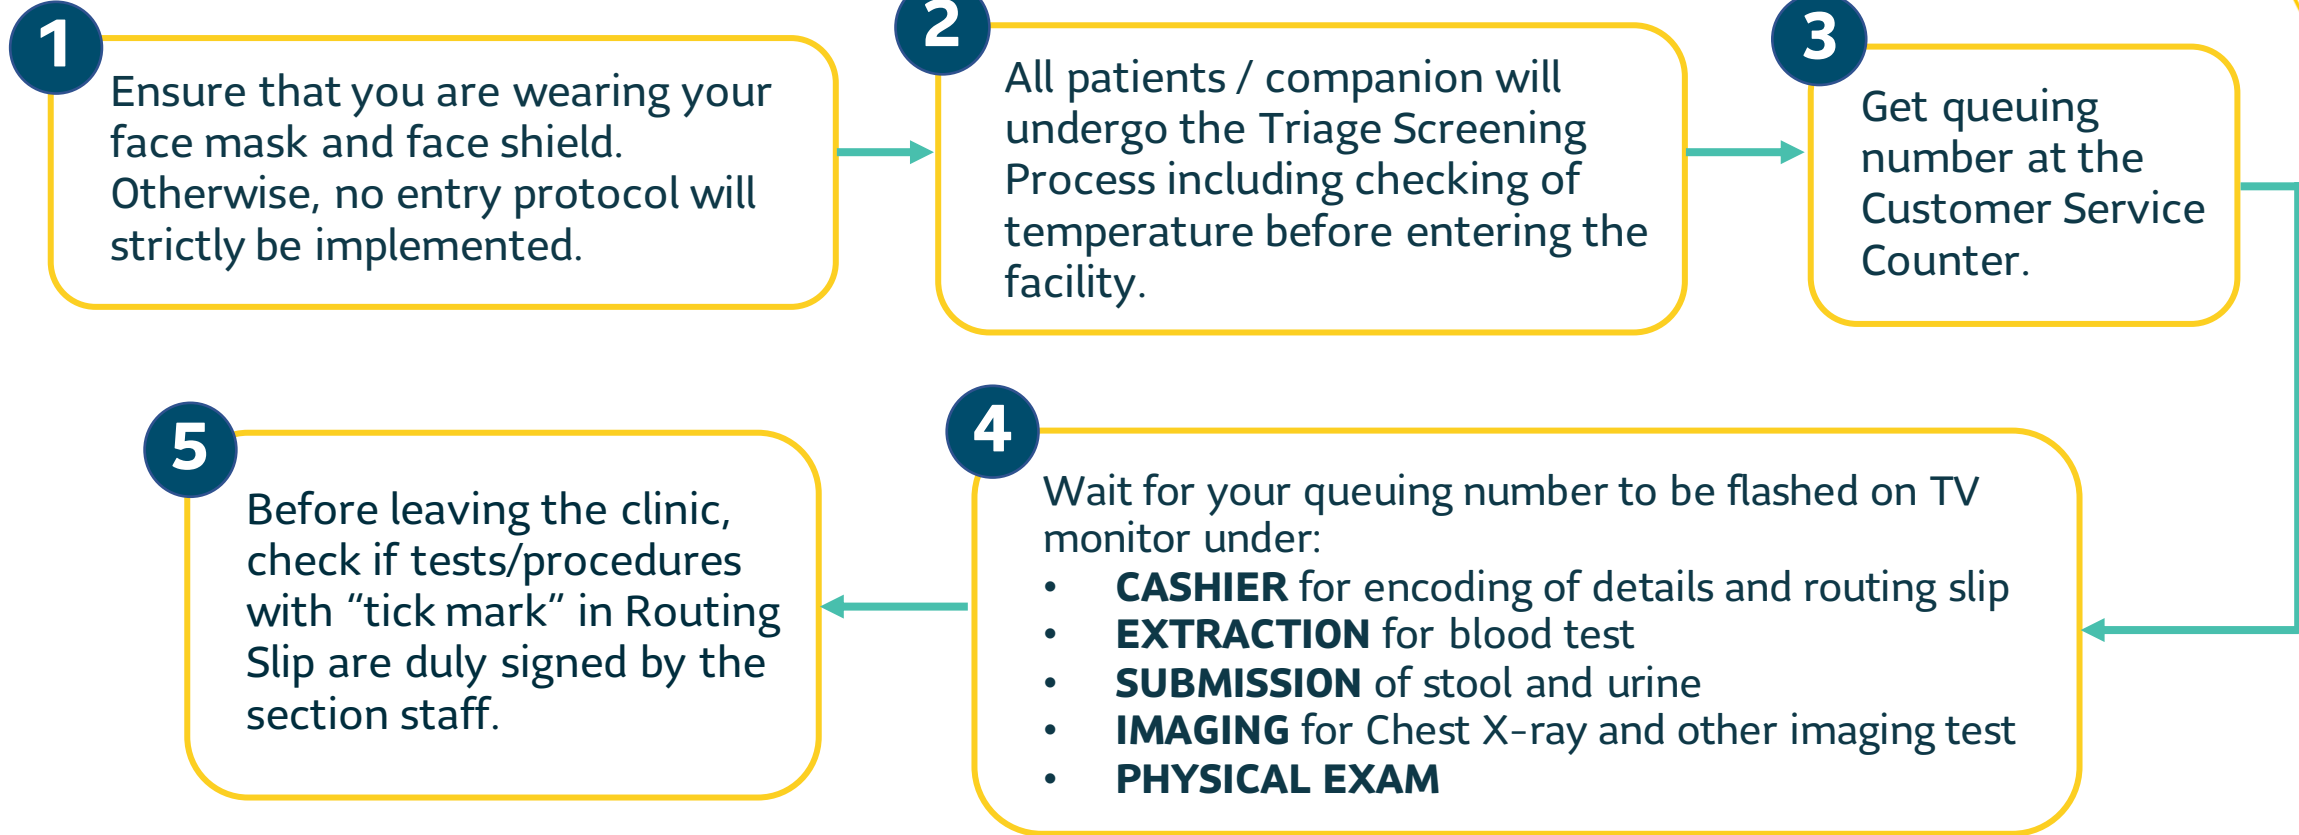 1
Ensure that you are wearing your
face mask and face shield.
Otherwise, no entry protocol will
strictly be implemented.
2
All patients / companion will
undergo the Triage Screening
Process including checking of
temperature before entering the
facility.
3
Get queuing
number at the
Customer Service
Counter.
4
Wait for your queuing number to be flashed on TV
monitor under:
• CASHIER for encoding of details and routing slip
• EXTRACTION for blood test
• SUBMISSION of stool and urine
• IMAGING for Chest X-ray and other imaging test
• PHYSICAL EXAM
5
Before leaving the clinic,
check if tests/procedures
with “tick mark” in Routing
Slip are duly signed by the
section staff.